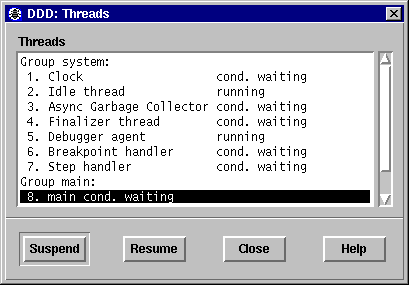 DDD: Threads
Threads
Group system:
1. Clock cond. waiting
2. Idle thread running
3. Async Garbage Collector cond. waiting
4. Finalizer thread cond. waiting
5. Debugger agent running
6. Breakpoint handler cond. waiting
7. Step handler cond. waiting
Group main:
8. main cond. waiting
Suspend Resume Close Help